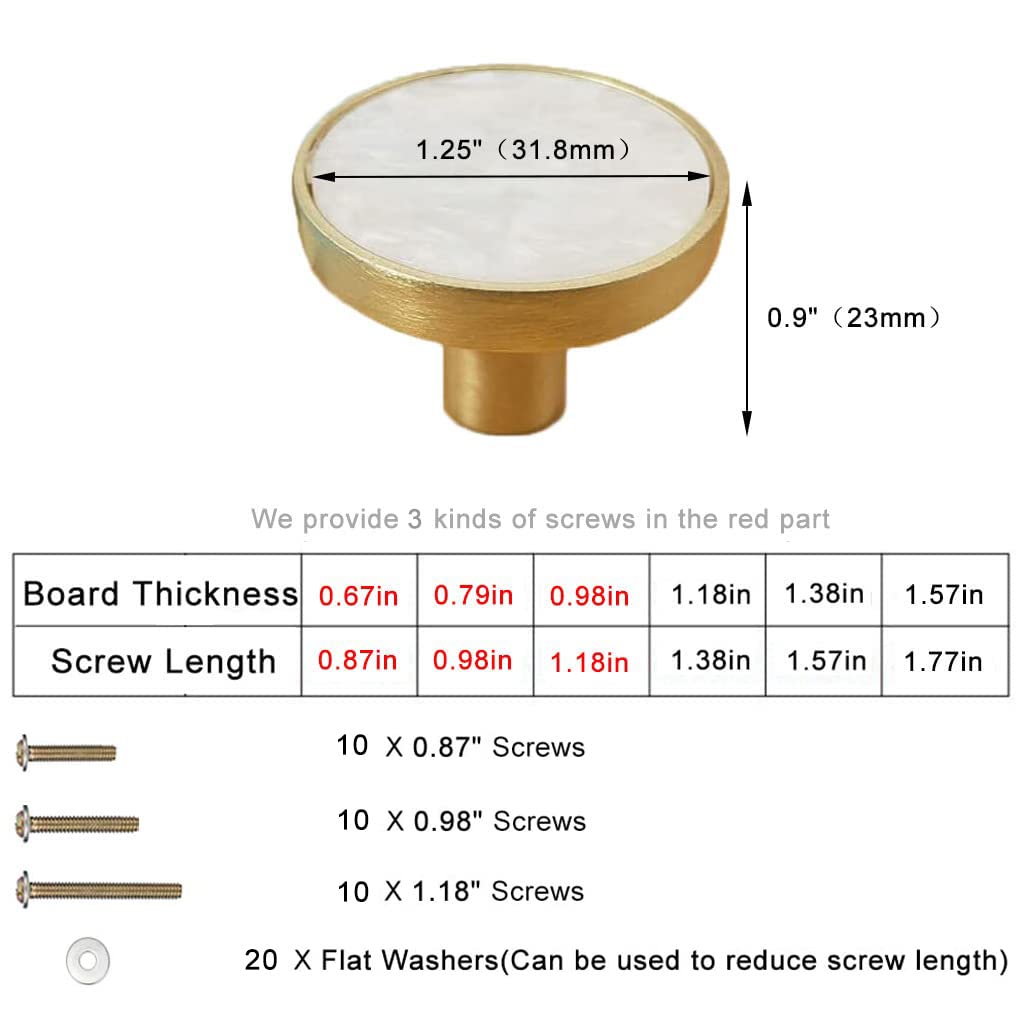 1.25"（31.8mm）
0.9"（23mm）
We provide 3 kinds of screws in the red part
Board Thickness 0.67in 0.79in 0.98in 1.18in 1.38in 1.57in
Screw Length 0.87in 0.98in 1.18in 1.38in 1.57in 1.77in
10 X 0.87" Screws
10 X 0.98" Screws
10 X 1.18" Screws
20 X Flat Washers(Can be used to reduce screw length)